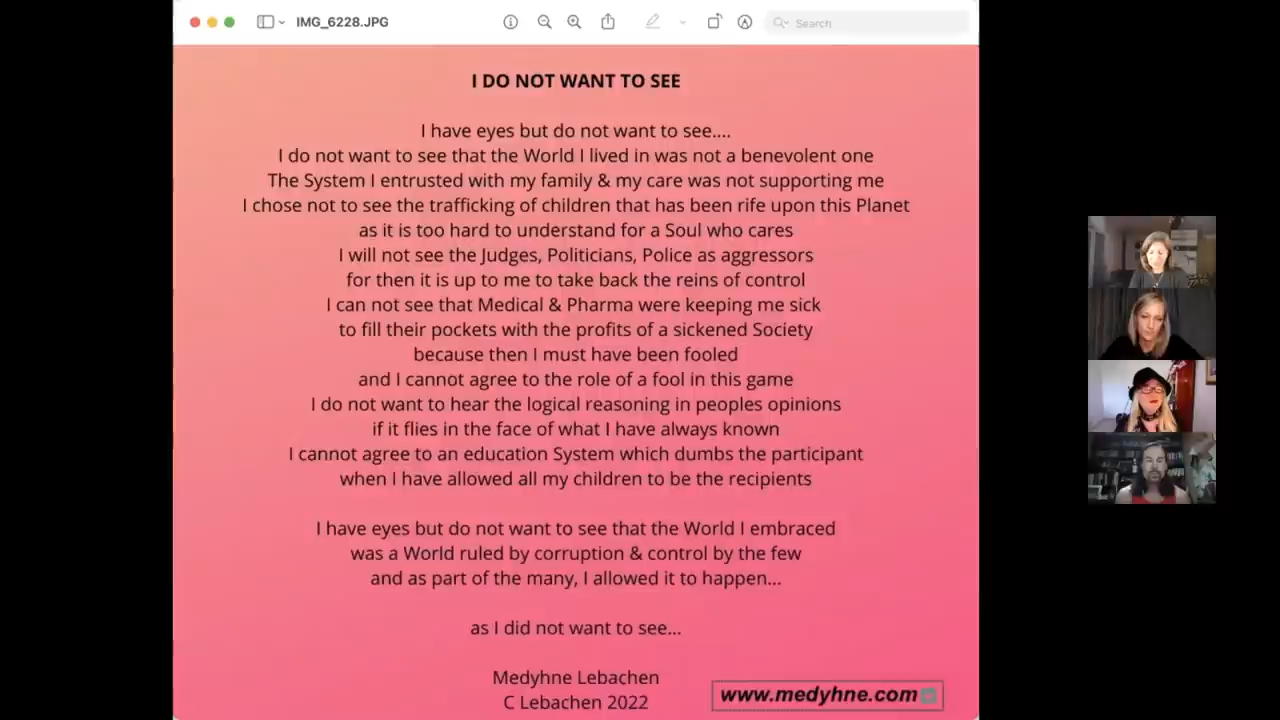 IMG_6228.JPG
Search
I DO NOT WANT TO SEE
I have eyes but do not want to see....
I do not want to see that the World I lived in was not a benevolent one
The System I entrusted with my family & my care was not supporting me
I chose not to see the trafficking of children that has been rife upon this Planet
as it is too hard to understand for a Soul who cares
I will not see the Judges, Politicians, Police as aggressors
for then it is up to me to take back the reins of control
I can not see that Medical & Pharma were keeping me sick
to fill their pockets with the profits of a sickened Society
because then I must have been fooled
and I cannot agree to the role of a fool in this game
I do not want to hear the logical reasoning in peoples opinions
if it flies in the face of what I have always known
I cannot agree to an education System which dumbs the participant
when I have allowed all my children to be the recipients
I have eyes but do not want to see that the World I embraced
was a World ruled by corruption & control by the few
and as part of the many, I allowed it to happen...
as I did not want to see...
Medyhne Lebachen
C Lebachen 2022
www.medyhne.com